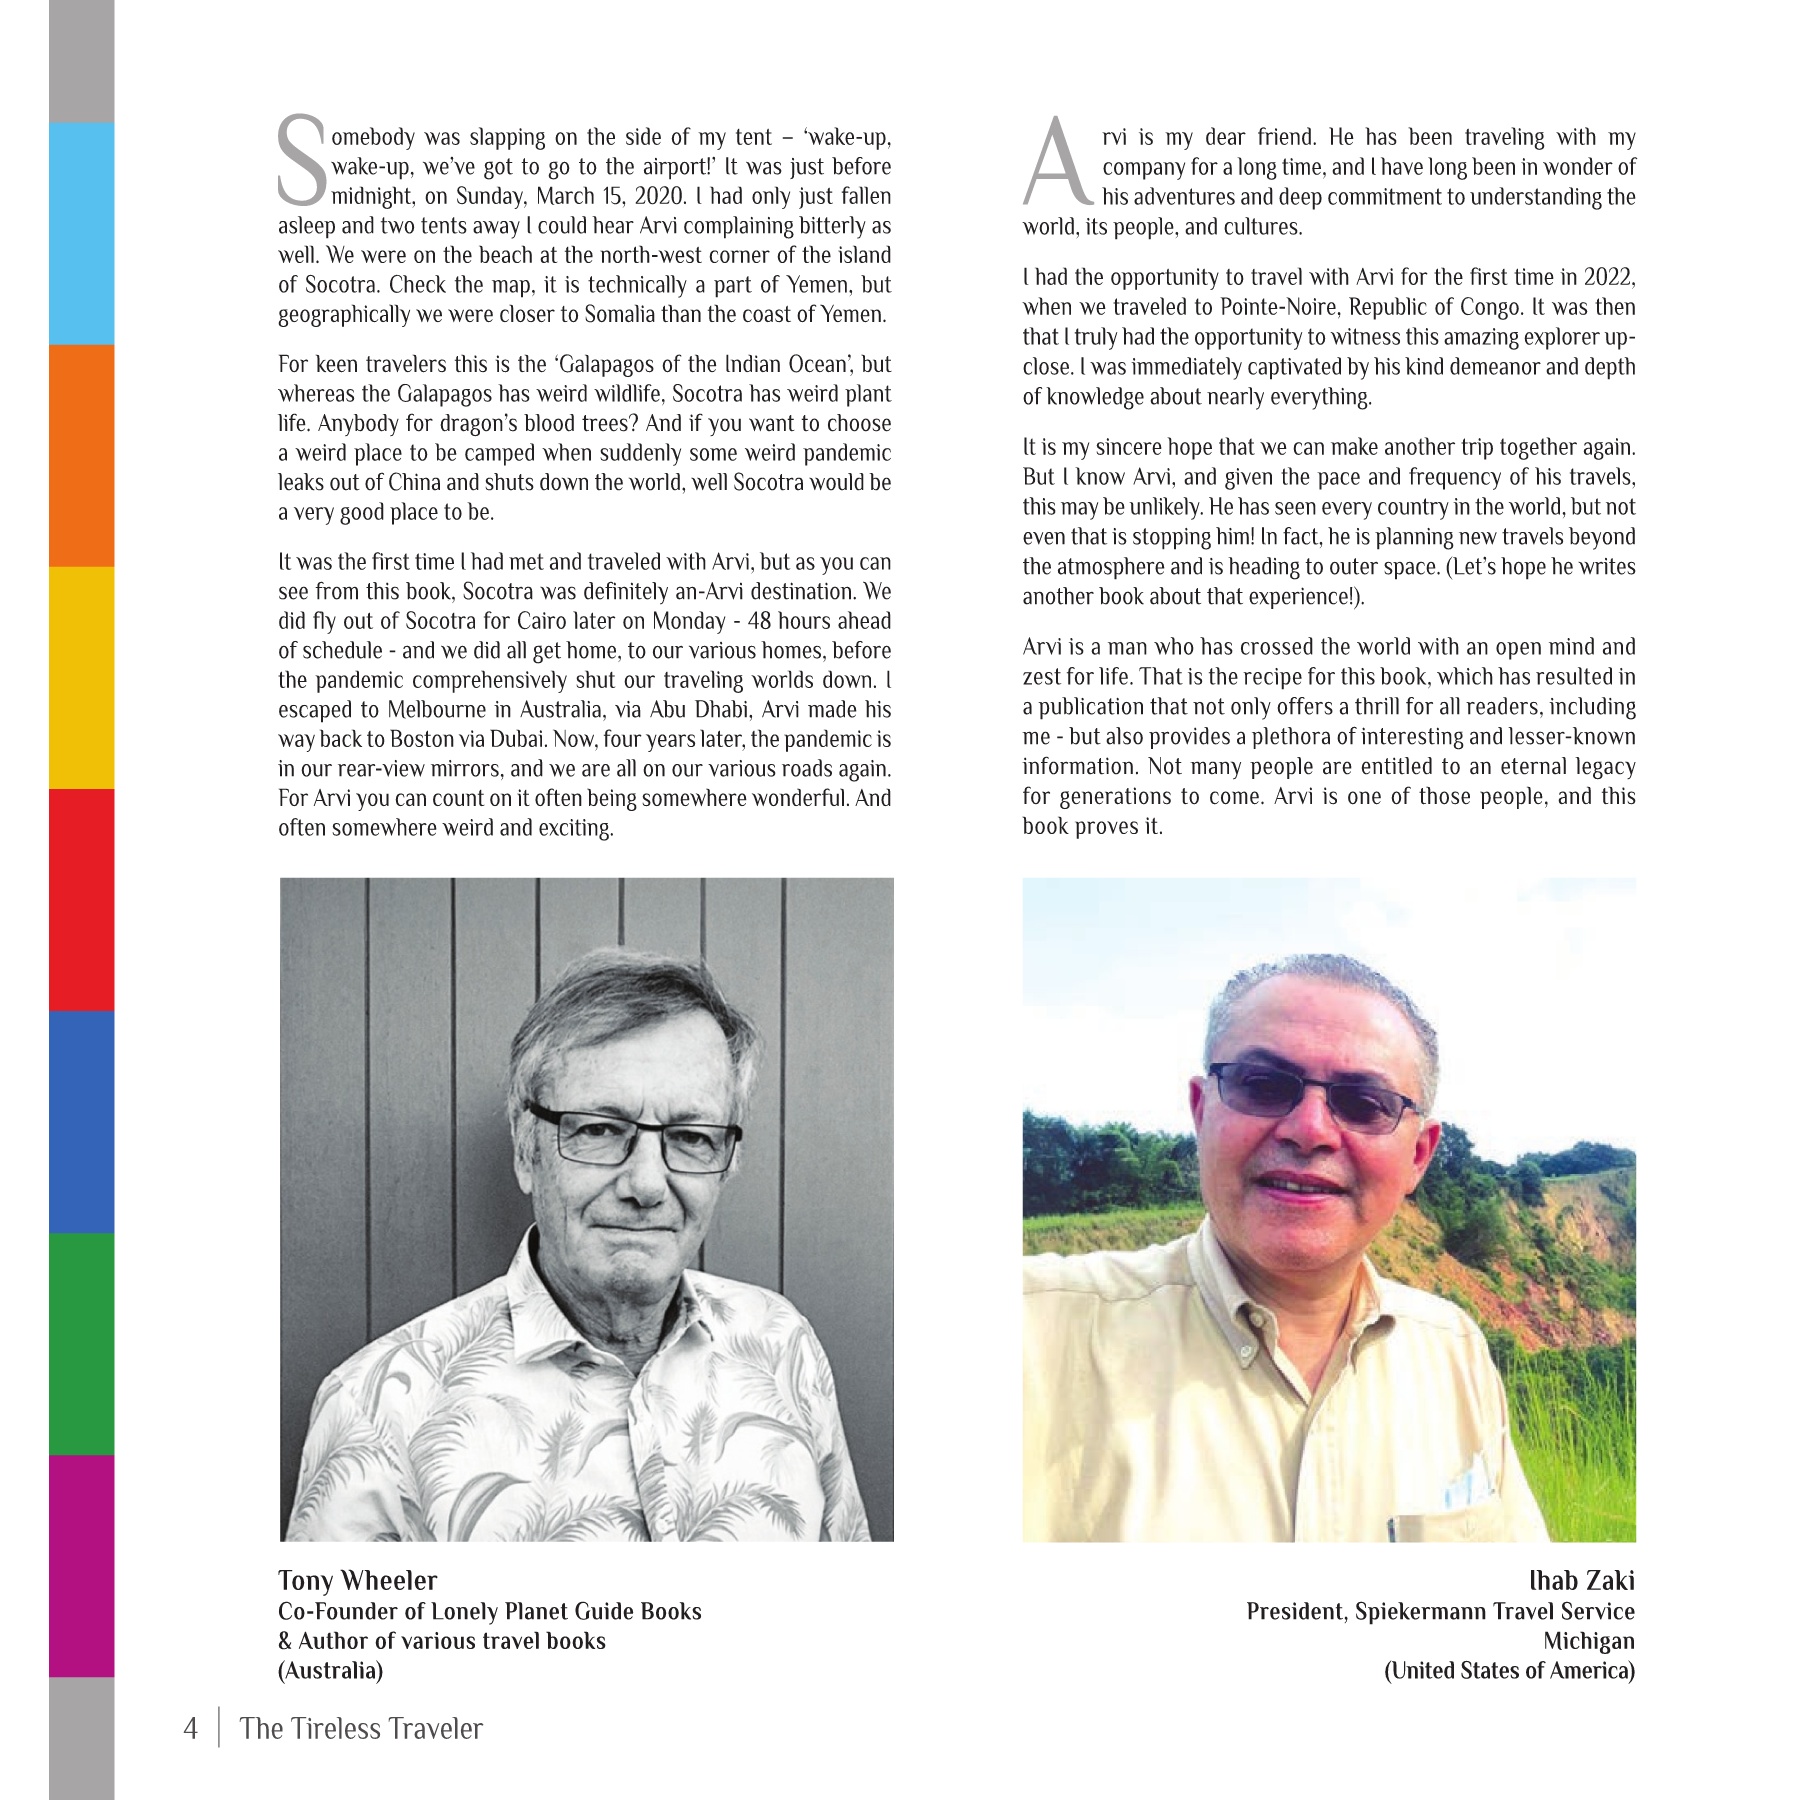 Somebody was slapping on the side of my tent – ‘wake-up,
wake-up, we’ve got to go to the airport!’ It was just before
midnight, on Sunday, March 15, 2020. I had only just fallen
asleep and two tents away I could hear Arvi complaining bitterly as
well. We were on the beach at the north-west corner of the island
of Socotra. Check the map, it is technically a part of Yemen, but
geographically we were closer to Somalia than the coast of Yemen.
For keen travelers this is the ‘Galapagos of the Indian Ocean’, but
whereas the Galapagos has weird wildlife, Socotra has weird plant
life. Anybody for dragon’s blood trees? And if you want to choose
a weird place to be camped when suddenly some weird pandemic
leaks out of China and shuts down the world, well Socotra would be
a very good place to be.
It was the first time I had met and traveled with Arvi, but as you can
see from this book, Socotra was definitely an-Arvi destination. We
did fly out of Socotra for Cairo later on Monday - 48 hours ahead
of schedule - and we did all get home, to our various homes, before
the pandemic comprehensively shut our traveling worlds down. I
escaped to Melbourne in Australia, via Abu Dhabi, Arvi made his
way back to Boston via Dubai. Now, four years later, the pandemic is
in our rear-view mirrors, and we are all on our various roads again.
For Arvi you can count on it often being somewhere wonderful. And
often somewhere weird and exciting.
Tony Wheeler
Co-Founder of Lonely Planet Guide Books
& Author of various travel books
(Australia)
Arvi is my dear friend. He has been traveling with my
company for a long time, and I have long been in wonder of
his adventures and deep commitment to understanding the
world, its people, and cultures.
I had the opportunity to travel with Arvi for the first time in 2022,
when we traveled to Pointe-Noire, Republic of Congo. It was then
that I truly had the opportunity to witness this amazing explorer up-
close. I was immediately captivated by his kind demeanor and depth
of knowledge about nearly everything.
It is my sincere hope that we can make another trip together again.
But I know Arvi, and given the pace and frequency of his travels,
this may be unlikely. He has seen every country in the world, but not
even that is stopping him! In fact, he is planning new travels beyond
the atmosphere and is heading to outer space. (Let’s hope he writes
another book about that experience!).
Arvi is a man who has crossed the world with an open mind and
zest for life. That is the recipe for this book, which has resulted in
a publication that not only offers a thrill for all readers, including
me - but also provides a plethora of interesting and lesser-known
information. Not many people are entitled to an eternal legacy
for generations to come. Arvi is one of those people, and this
book proves it.
Ihab Zaki
President, Spiekermann Travel Service
Michigan
(United States of America)
4 | The Tireless Traveler